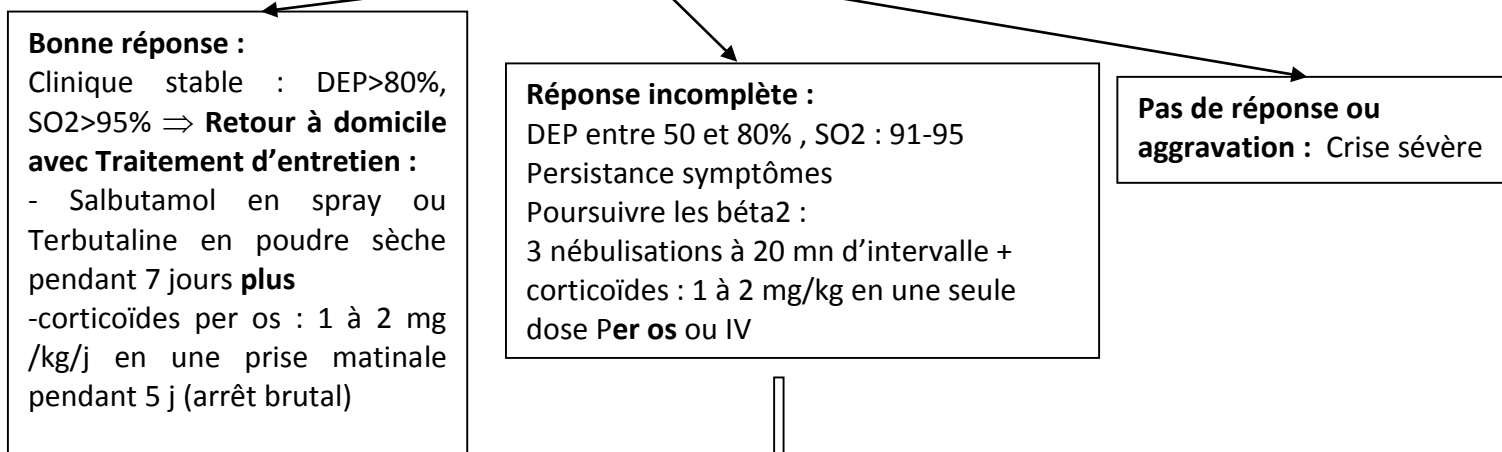 Bonne réponse :
Clinique stable : DEP>80%,
SO2>95% ⇒ Retour à domicile
avec Traitement d’entretien :
- Salbutamol en spray ou
Terbutaline en poudre sèche
pendant 7 jours plus
-corticoïdes per os : 1 à 2 mg
/kg/j en une prise matinale
pendant 5 j (arrêt brutal)
Réponse incomplète :
DEP entre 50 et 80% , SO2 : 91-95
Persistance symptômes
Poursuivre les béta2 :
3 nébulisations à 20 mn d’intervalle +
corticoïdes : 1 à 2 mg/kg en une seule
dose Per os ou IV
Pas de réponse ou
aggravation : Crise sévère